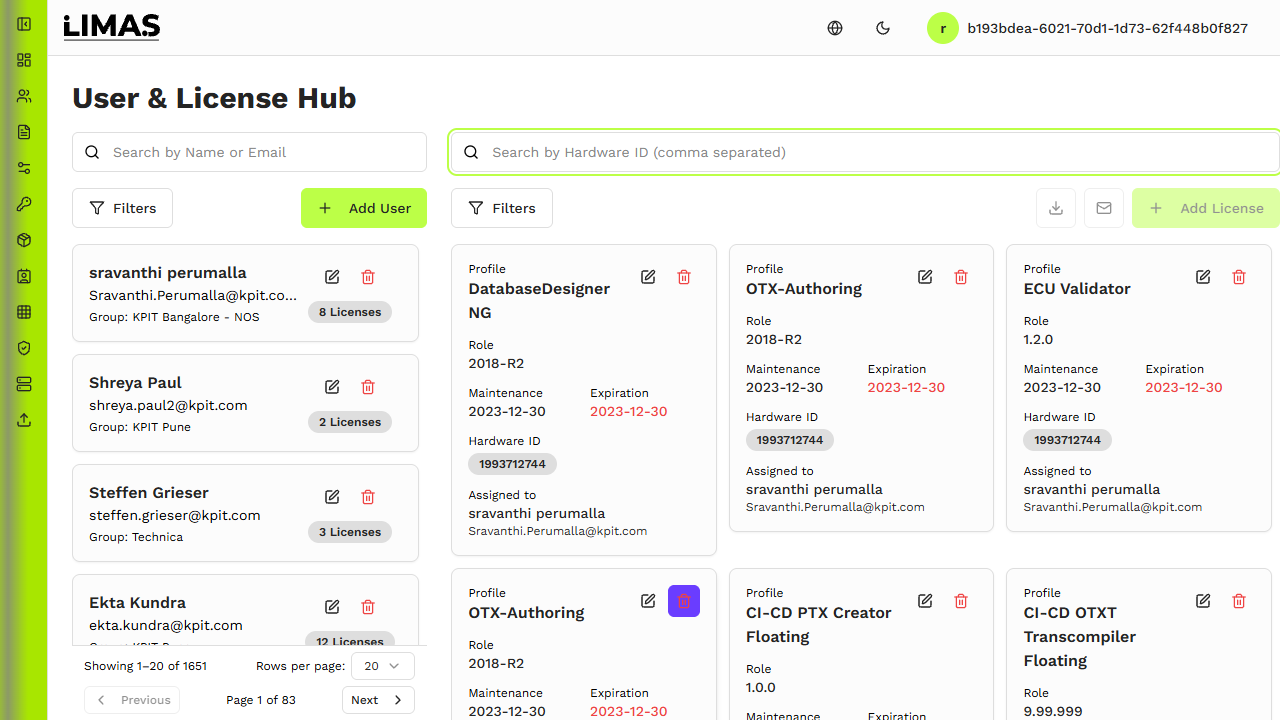 LIMAS
r
b193bdea-6021-70d1-1d73-62f448b0f827
User & License Hub
Search by Name or Email
Search by Hardware ID (comma separated)
Filters
Add User
Filters
Add License
sravanthi perumalla
Sravanthi.Perumalla@kpit.co...
Group: KPIT Bangalore - NOS
8 Licenses
Shreya Paul
shreya.paul2@kpit.com
Group: KPIT Pune
2 Licenses
Steffen Grieser
steffen.grieser@kpit.com
Group: Technica
3 Licenses
Ekta Kundra
ekta.kundra@kpit.com
12 Licenses
Showing 1–20 of 1651
Rows per page:
20
Previous
Page 1 of 83
Next
Profile
DatabaseDesigner
NG
Role
2018-R2
Maintenance
Expiration
2023-12-30
2023-12-30
Hardware ID
1993712744
Assigned to
sravanthi perumalla
Sravanthi.Perumalla@kpit.com
Profile
OTX-Authoring
Role
2018-R2
Maintenance
Expiration
2023-12-30
2023-12-30
Hardware ID
1993712744
Assigned to
sravanthi perumalla
Sravanthi.Perumalla@kpit.com
Profile
ECU Validator
Role
1.2.0
Maintenance
Expiration
2023-12-30
2023-12-30
Hardware ID
1993712744
Assigned to
sravanthi perumalla
Sravanthi.Perumalla@kpit.com
Profile
OTX-Authoring
Role
2018-R2
Maintenance
Expiration
2023-12-30
2023-12-30
Profile
CI-CD PTX Creator
Floating
Role
1.0.0
Maintenance
Expiration
Profile
CI-CD OTXT
Transcompiler
Floating
Role
9.99.999